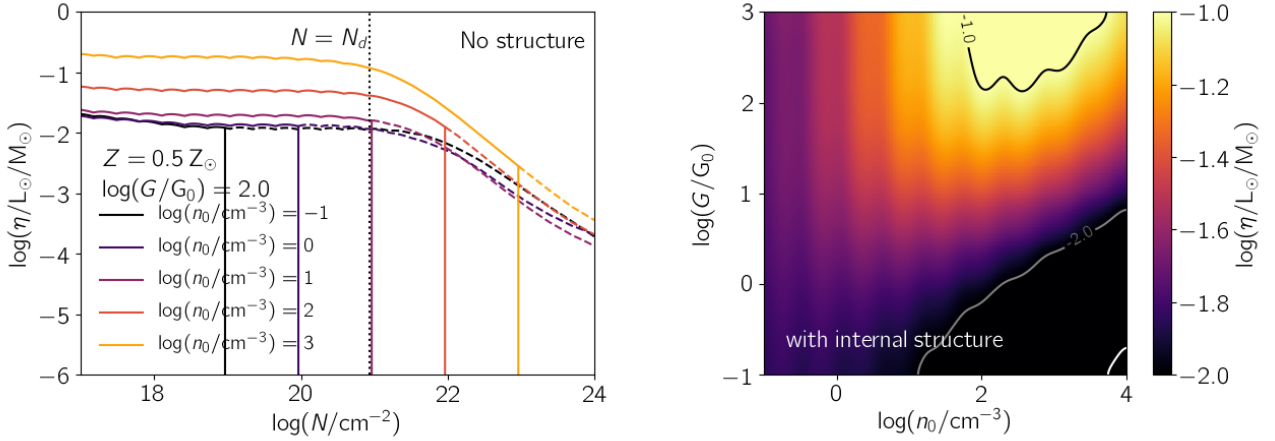 0
−1
−2
−3
−4
−5
−6
log(η/L⊙/M⊙)
N = N_d
No structure
Z = 0.5 Z⊙
log(G/G₀) = 2.0
log(n₀/cm⁻³) = −1
log(n₀/cm⁻³) = 0
log(n₀/cm⁻³) = 1
log(n₀/cm⁻³) = 2
log(n₀/cm⁻³) = 3
18
20
22
24
log(N/cm⁻²)
3
2
1
0
−1
log(G/G₀)
-1.0
-2.0
with internal structure
0
2
4
log(n₀/cm⁻³)
−1.0
−1.2
−1.4
−1.6
−1.8
−2.0
log(η/L⊙/M⊙)